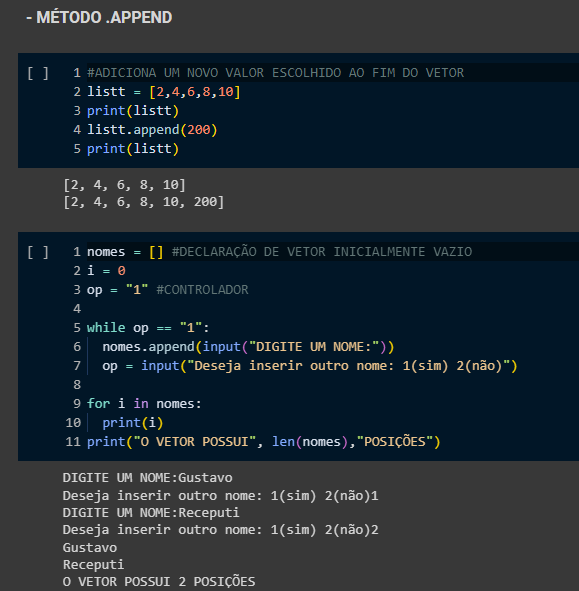 - MÉTODO .APPEND
[ ] 1 #ADICIONA UM NOVO VALOR ESCOLHIDO AO FIM DO VETOR
2 listt = [2,4,6,8,10]
3 print(listt)
4 listt.append(200)
5 print(listt)
[2, 4, 6, 8, 10]
[2, 4, 6, 8, 10, 200]
[ ] 1 nomes = [] #DECLARAÇÃO DE VETOR INICIALMENTE VAZIO
2 i = 0
3 op = "1" #CONTROLADOR
4
5 while op == "1":
6   nomes.append(input("DIGITE UM NOME:"))
7   op = input("Deseja inserir outro nome: 1(sim) 2(não)")
8
9 for i in nomes:
10   print(i)
11 print("O VETOR POSSUI", len(nomes),"POSIÇÕES")
DIGITE UM NOME:Gustavo
Deseja inserir outro nome: 1(sim) 2(não)1
DIGITE UM NOME:Receputi
Deseja inserir outro nome: 1(sim) 2(não)2
Gustavo
Receputi
O VETOR POSSUI 2 POSIÇÕES